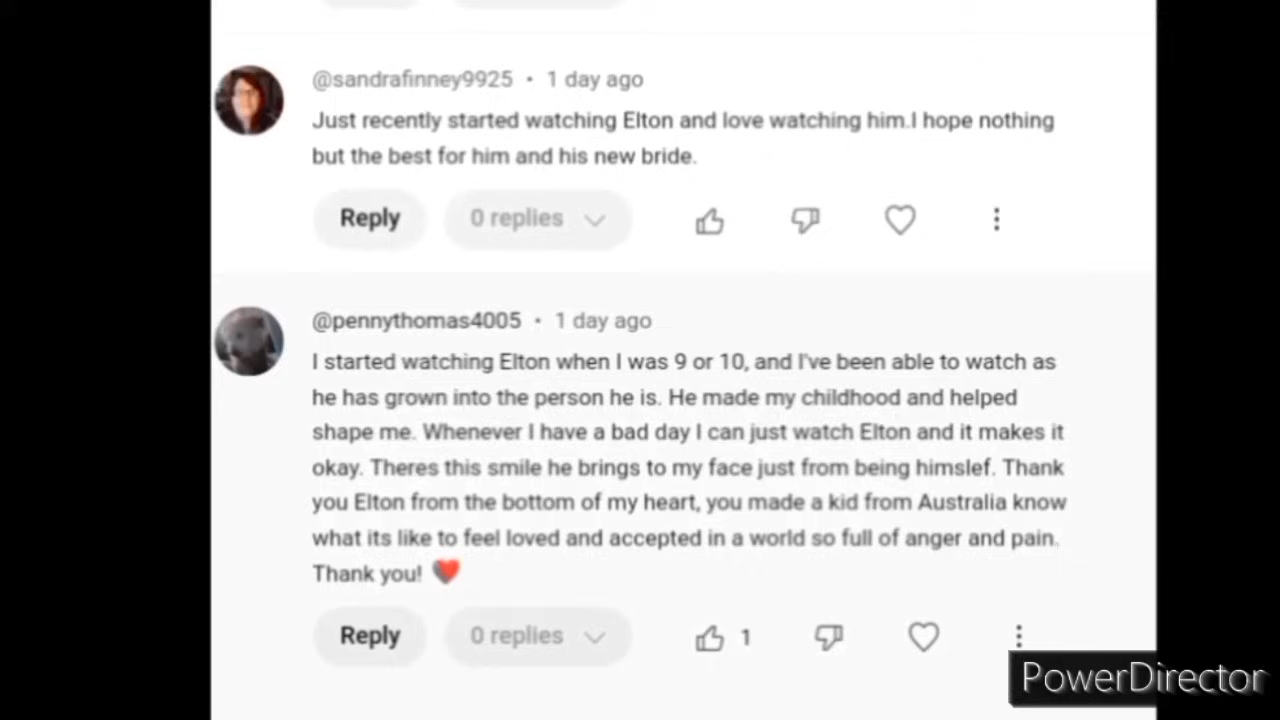 @sandrafinney9925 • 1 day ago
Just recently started watching Elton and love watching him.I hope nothing
but the best for him and his new bride.
Reply 0 replies
@pennythomas4005 • 1 day ago
I started watching Elton when I was 9 or 10, and I've been able to watch as
he has grown into the person he is. He made my childhood and helped
shape me. Whenever I have a bad day I can just watch Elton and it makes it
okay. Theres this smile he brings to my face just from being himslef. Thank
you Elton from the bottom of my heart, you made a kid from Australia know
what its like to feel loved and accepted in a world so full of anger and pain.
Thank you! ❤️
Reply 0 replies 1
PowerDirector